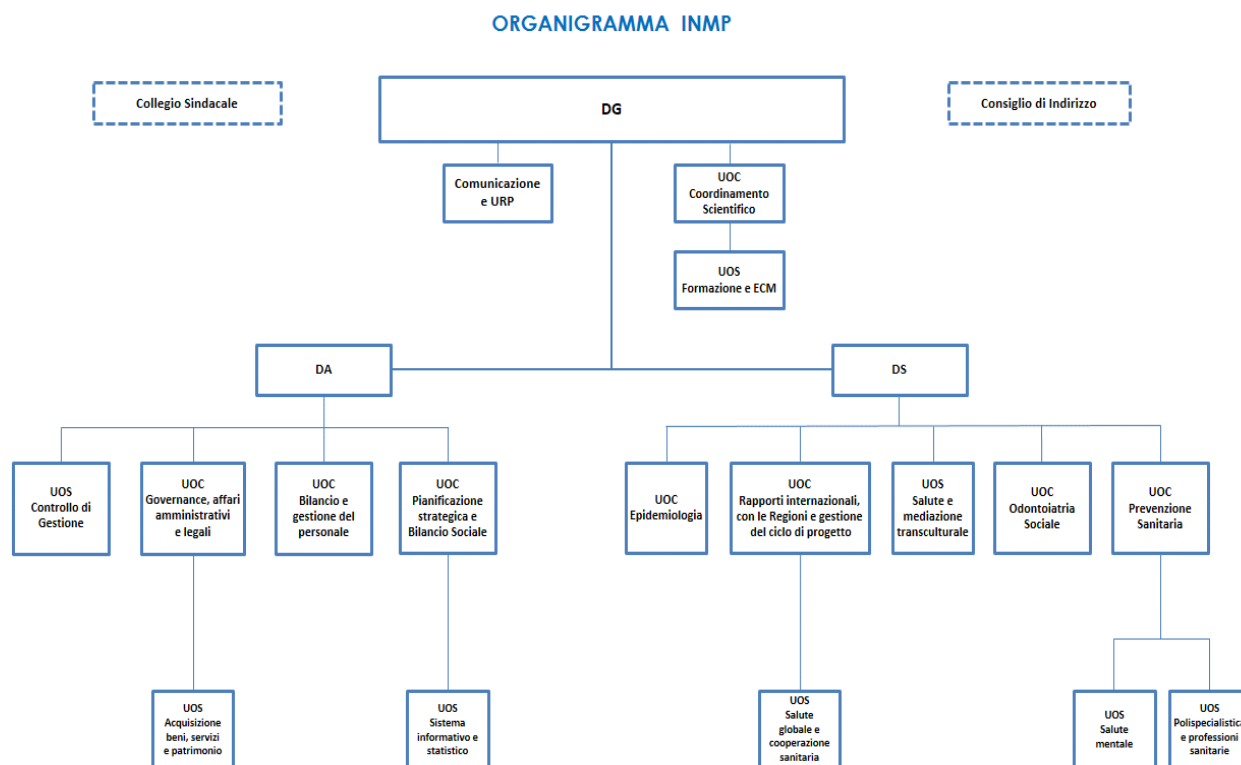 ORGANIGRAMMA INMP
Collegio Sindacale
DG
Consiglio di Indirizzo
Comunicazione
e URP
UOC
Coordinamento
Scientifico
UOS
Formazione e ECM
DA
DS
UOS
Controllo di
Gestione
UOC
Governance, affari
amministrativi
e legali
UOC
Bilancio e
gestione del
personale
UOC
Pianificazione
strategica e
Bilancio Sociale
UOC
Epidemiologia
UOC
Rapporti internazionali,
con le Regioni e gestione
del ciclo di progetto
UOS
Salute e
mediazione
transculturale
UOC
Odontoiatria
Sociale
UOC
Prevenzione
Sanitaria
UOS
Acquisizione
beni, servizi
e patrimonio
UOS
Sistema
informativo e
statistico
UOS
Salute
globale e
cooperazione
sanitaria
UOS
Salute
mentale
UOS
Polispecialistica
e professioni
sanitarie